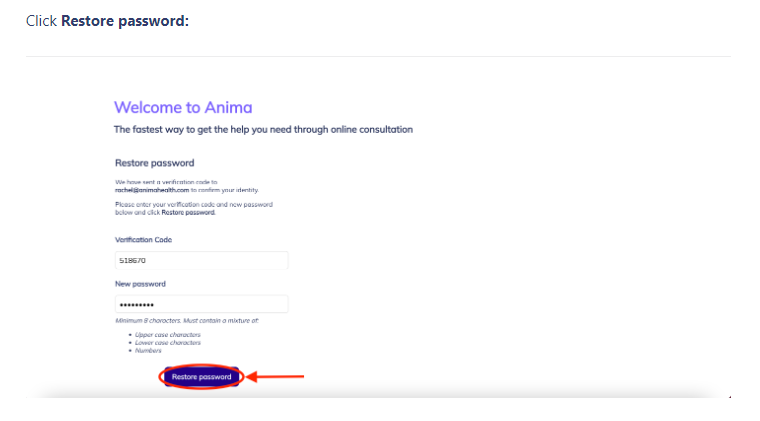 Click Restore password:
Welcome to Anima
The fastest way to get the help you need through online consultation
Restore password
We have sent a verification code to
rachel@animahealth.com to confirm your identity.
Please enter your verification code and new password
below and click Restore password.
Verification Code
518670
New password
•••••••••
Minimum 8 characters. Must contain a mixture of:
• Upper case characters
• Lower case characters
• Numbers
Restore password